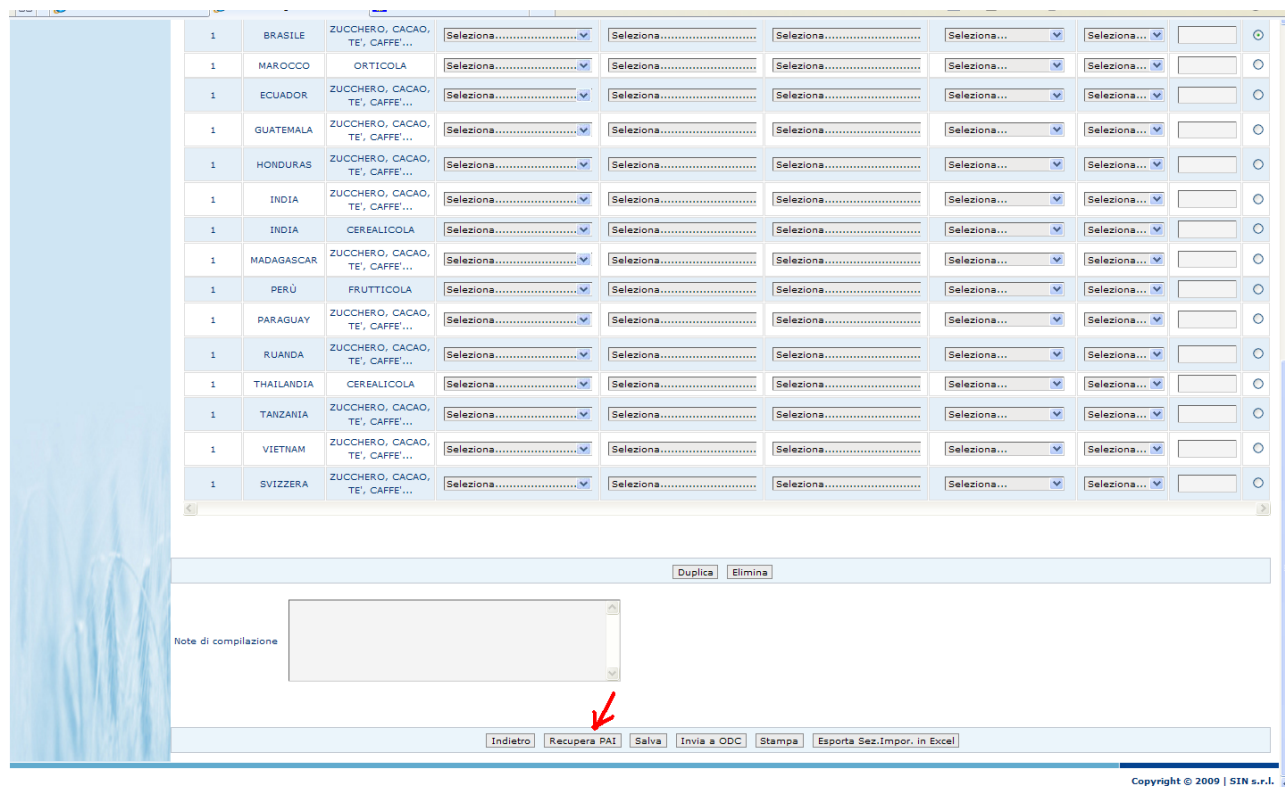 1 BRASILE ZUCCHERO, CACAO, TE', CAFFE'... Seleziona........................ Seleziona.......................... Seleziona........................... Seleziona... Seleziona...
1 MAROCCO ORTICOLA Seleziona........................ Seleziona.......................... Seleziona........................... Seleziona... Seleziona...
1 ECUADOR ZUCCHERO, CACAO, TE', CAFFE'... Seleziona........................ Seleziona.......................... Seleziona........................... Seleziona... Seleziona...
1 GUATEMALA ZUCCHERO, CACAO, TE', CAFFE'... Seleziona........................ Seleziona.......................... Seleziona........................... Seleziona... Seleziona...
1 HONDURAS ZUCCHERO, CACAO, TE', CAFFE'... Seleziona........................ Seleziona.......................... Seleziona........................... Seleziona... Seleziona...
1 INDIA ZUCCHERO, CACAO, TE', CAFFE'... Seleziona........................ Seleziona.......................... Seleziona........................... Seleziona... Seleziona...
1 INDIA CEREALICOLA Seleziona........................ Seleziona.......................... Seleziona........................... Seleziona... Seleziona...
1 MADAGASCAR ZUCCHERO, CACAO, TE', CAFFE'... Seleziona........................ Seleziona.......................... Seleziona........................... Seleziona... Seleziona...
1 PERÙ FRUTTICOLA Seleziona........................ Seleziona.......................... Seleziona........................... Seleziona... Seleziona...
1 PARAGUAY ZUCCHERO, CACAO, TE', CAFFE'... Seleziona........................ Seleziona.......................... Seleziona........................... Seleziona... Seleziona...
1 RUANDA ZUCCHERO, CACAO, TE', CAFFE'... Seleziona........................ Seleziona.......................... Seleziona........................... Seleziona... Seleziona...
1 THAILANDIA CEREALICOLA Seleziona........................ Seleziona.......................... Seleziona........................... Seleziona... Seleziona...
1 TANZANIA ZUCCHERO, CACAO, TE', CAFFE'... Seleziona........................ Seleziona.......................... Seleziona........................... Seleziona... Seleziona...
1 VIETNAM ZUCCHERO, CACAO, TE', CAFFE'... Seleziona........................ Seleziona.......................... Seleziona........................... Seleziona... Seleziona...
1 SVIZZERA ZUCCHERO, CACAO, TE', CAFFE'... Seleziona........................ Seleziona.......................... Seleziona........................... Seleziona... Seleziona...
Duplica Elimina
Note di compilazione
Indietro Recupera PAI Salva Invia a ODC Stampa Esporta Sez.Impor. in Excel
Copyright © 2009 | SIN s.r.l.